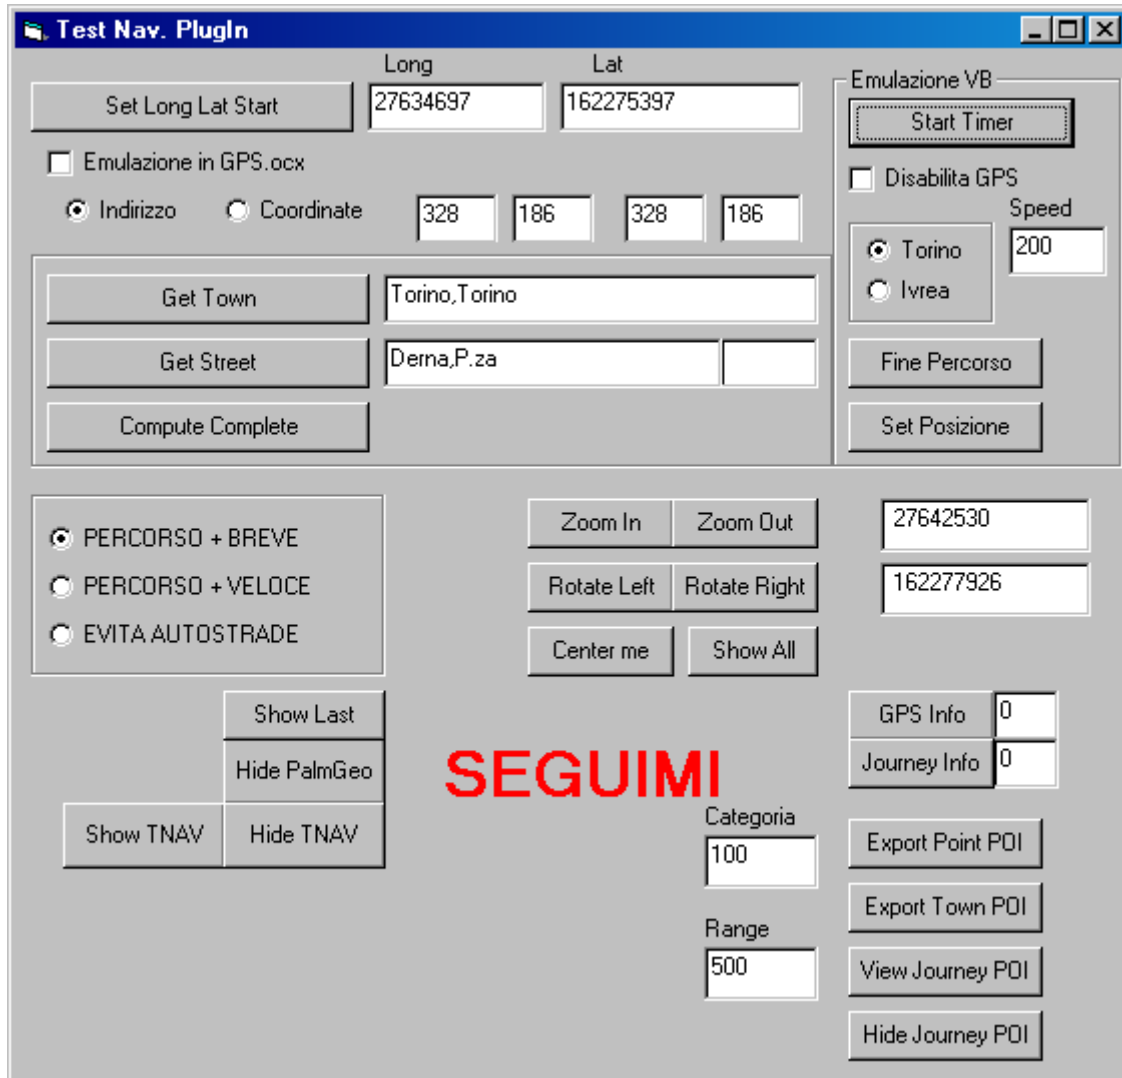 Test Nav. PlugIn
Long Lat
Set Long Lat Start 27634697 162275397
Emulazione in GPS.ocx
Indirizzo Coordinate 328 186 328 186
Get Town Torino,Torino
Get Street Derna,P.za
Compute Complete
Emulazione VB
Start Timer
Disabilita GPS
Speed
Torino 200
Ivrea
Fine Percorso
Set Posizione
PERCORSO + BREVE
PERCORSO + VELOCE
EVITA AUTOSTRADE
Zoom In Zoom Out 27642530
Rotate Left Rotate Right 162277926
Center me Show All
Show Last
Hide PalmGeo
Show TNAV Hide TNAV
SEGUIMI
GPS Info 0
Journey Info 0
Categoria
100
Range
500
Export Point POI
Export Town POI
View Journey POI
Hide Journey POI